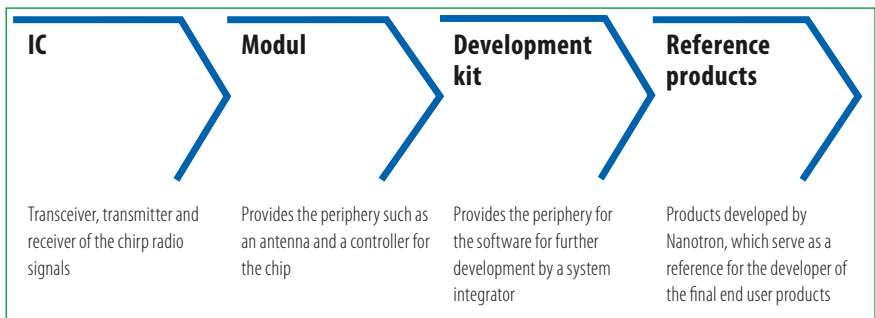 IC
Transceiver, transmitter and
receiver of the chirp radio
signals
Modul
Provides the periphery such as
an antenna and a controller for
the chip
Development
kit
Provides the periphery for
the software for further
development by a system
integrator
Reference
products
Products developed by
Nanotron, which serve as a
reference for the developer of
the final end user products